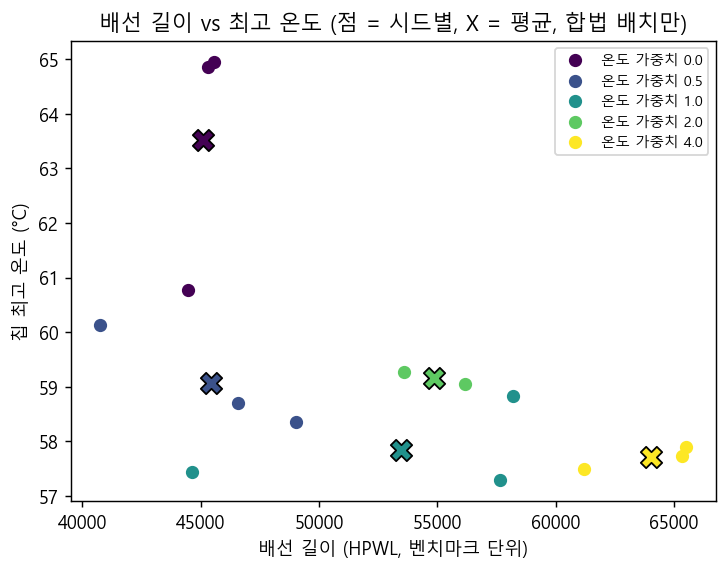 배선 길이 vs 최고 온도 (점 = 시드별, X = 평균, 합법 배치만)
온도 가중치 0.0
온도 가중치 0.5
온도 가중치 1.0
온도 가중치 2.0
온도 가중치 4.0
칩 최고 온도 (°C)
65
64
63
62
61
60
59
58
57
40000 45000 50000 55000 60000 65000
배선 길이 (HPWL, 벤치마크 단위)